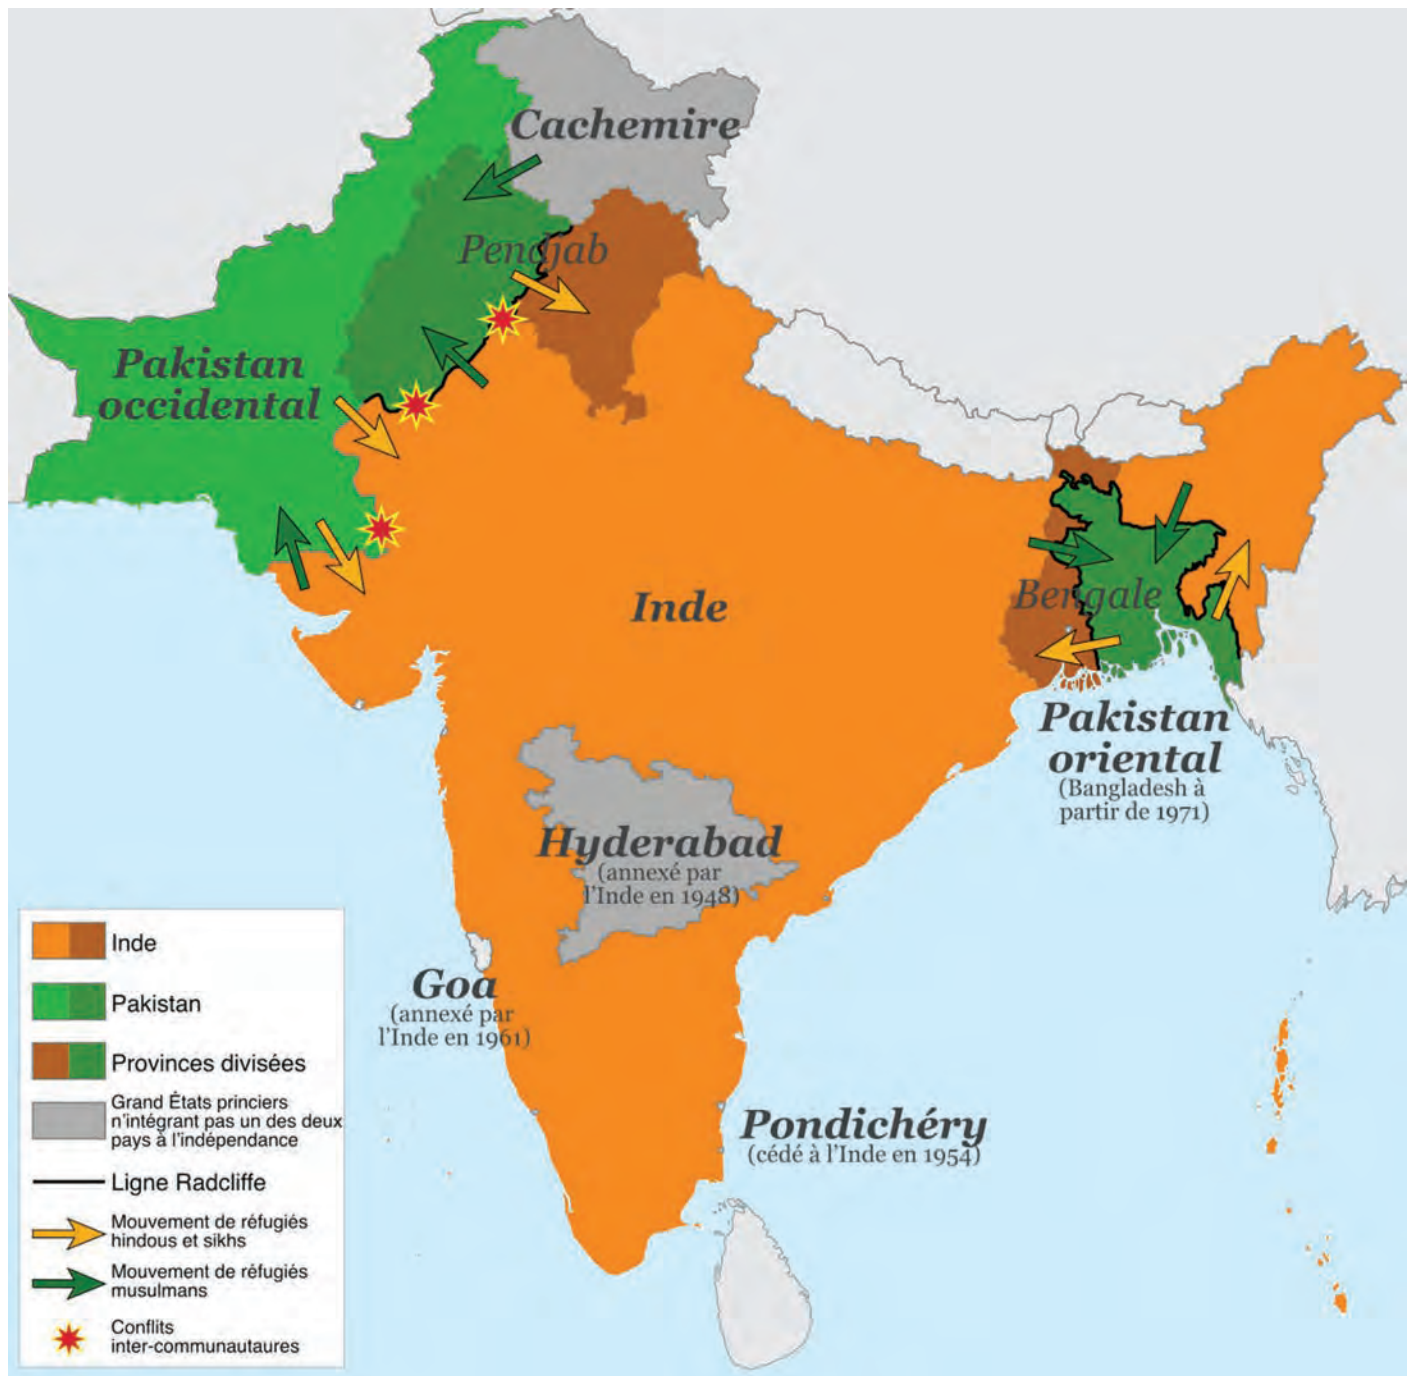 Cachemire
Pendjab
Pakistan
occidental
Inde
Bengale
Pakistan
oriental
(Bangladesh à
partir de 1971)
Hyderabad
(annexé par
l'Inde en 1948)
Goa
(annexé par
l'Inde en 1961)
Pondichéry
(cédé à l'Inde en 1954)
Inde
Pakistan
Provinces divisées
Grand États princiers
n'intégrant pas un des deux
pays à l'indépendance
Ligne Radcliffe
Mouvement de réfugiés
hindous et sikhs
Mouvement de réfugiés
musulmans
Conflits
inter-communautaures